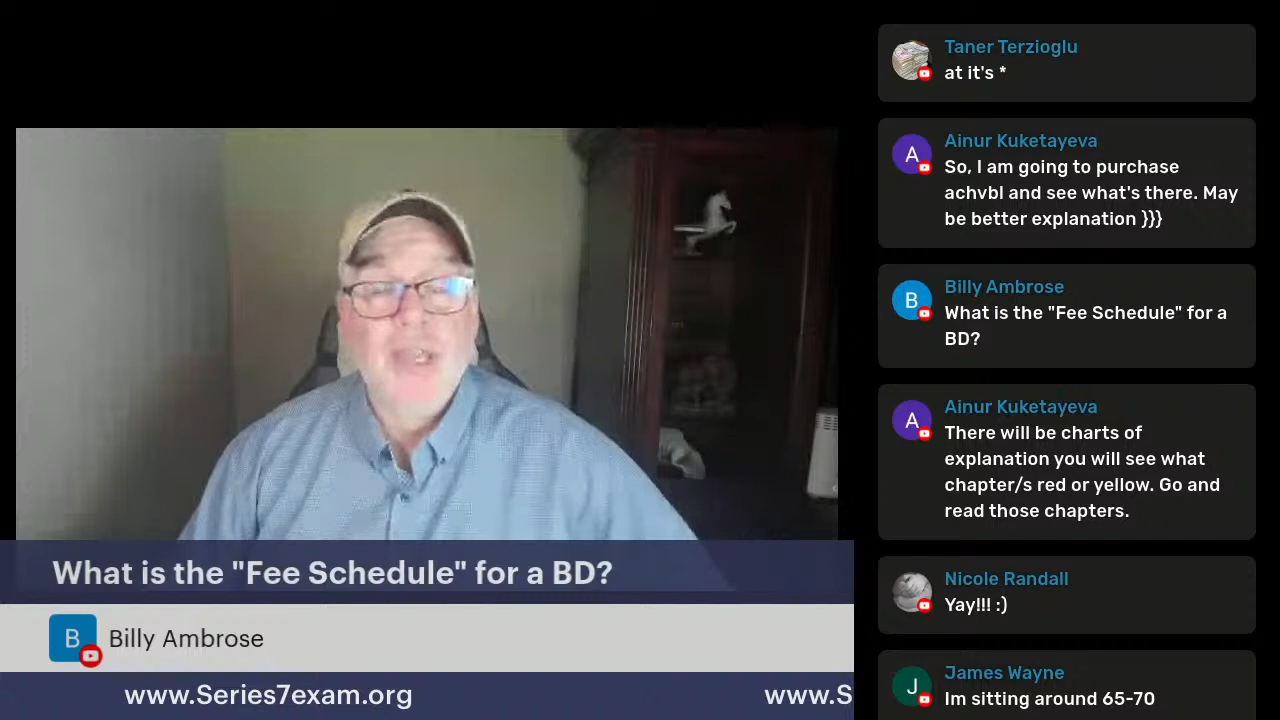 What is the "Fee Schedule" for a BD?
B
Billy Ambrose
www.Series7exam.org
www.S
Taner Terzioglu
at it's *
A
Ainur Kuketayeva
So, I am going to purchase
achvbl and see what's there. May
be better explanation }}}
B
Billy Ambrose
What is the "Fee Schedule" for a
BD?
A
Ainur Kuketayeva
There will be charts of
explanation you will see what
chapter/s red or yellow. Go and
read those chapters.
Nicole Randall
Yay!!! :)
J
James Wayne
Im sitting around 65-70